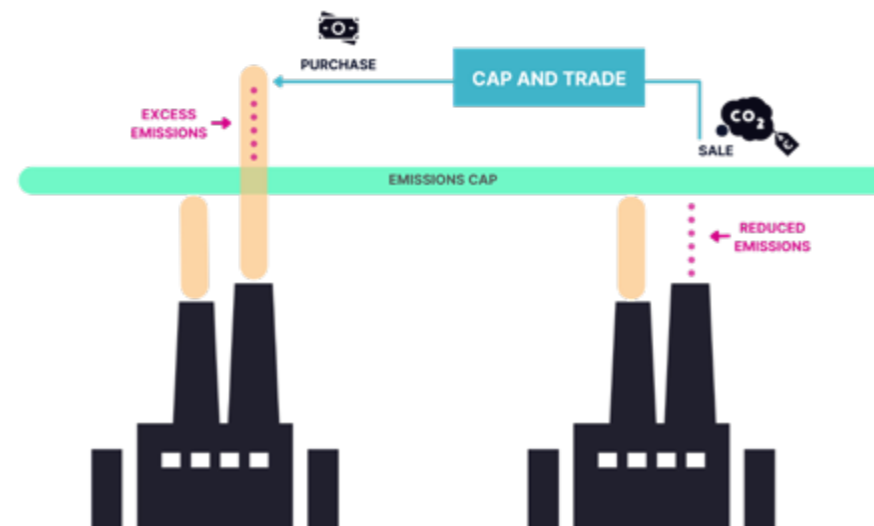 PURCHASE
CAP AND TRADE
EXCESS
EMISSIONS
CO2
SALE
EMISSIONS CAP
REDUCED
EMISSIONS